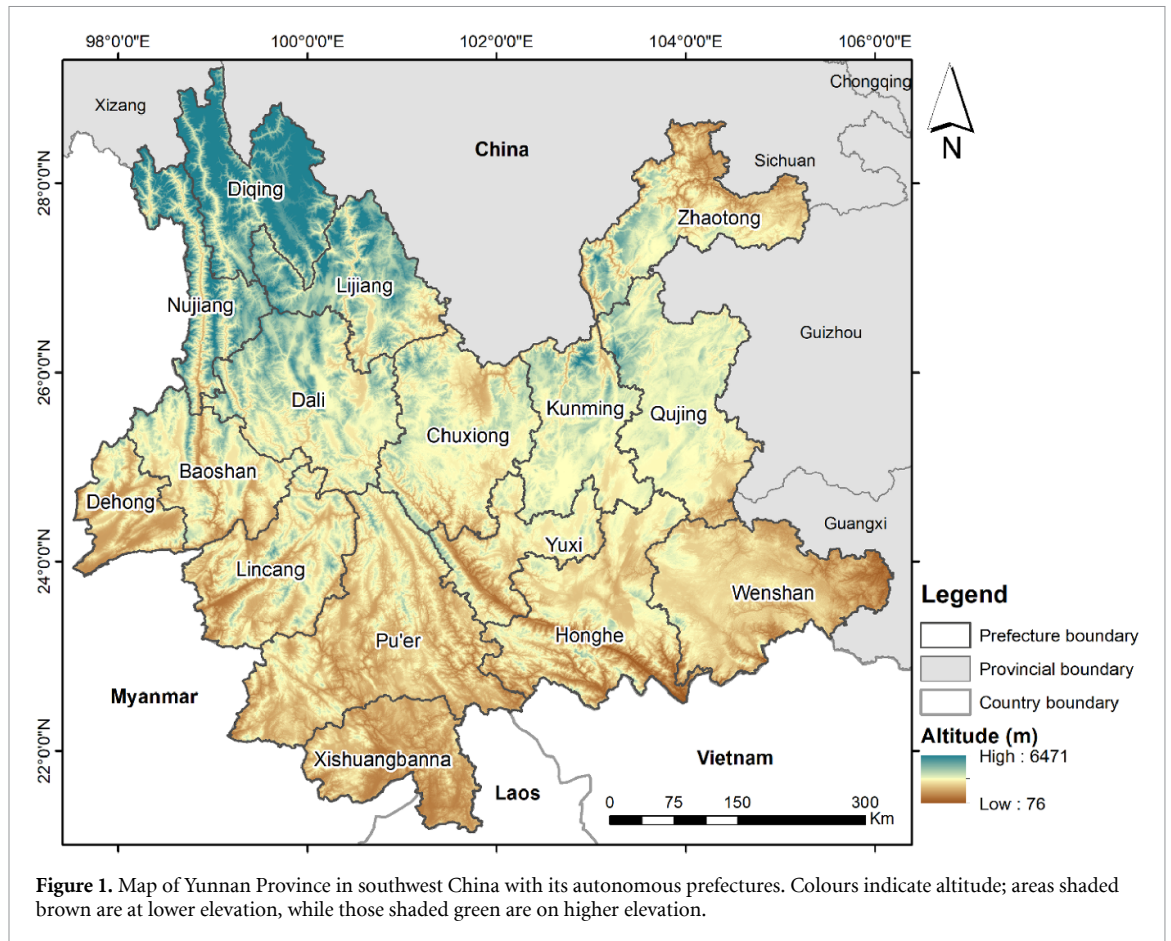 98°0'0"E 100°0'0"E 102°0'0"E 104°0'0"E 106°0'0"E
Chongqing
Xizang
China
N
Sichuan
28°0'0"N
Diqing
Zhaotong
Lijiang
Nujiang
Guizhou
26°0'0"N
Dali
Kunming
Qujing
Chuxiong
Baoshan
Dehong
Guangxi
24°0'0"N
Yuxi
Lincang
Wenshan
Honghe
Pu'er
Myanmar
22°0'0"N
Xishuangbanna
Vietnam
Laos
0 75 150 300
Km
Legend
Prefecture boundary
Provincial boundary
Country boundary
Altitude (m)
High : 6471
Low : 76
Figure 1. Map of Yunnan Province in southwest China with its autonomous prefectures. Colours indicate altitude; areas shaded
brown are at lower elevation, while those shaded green are on higher elevation.